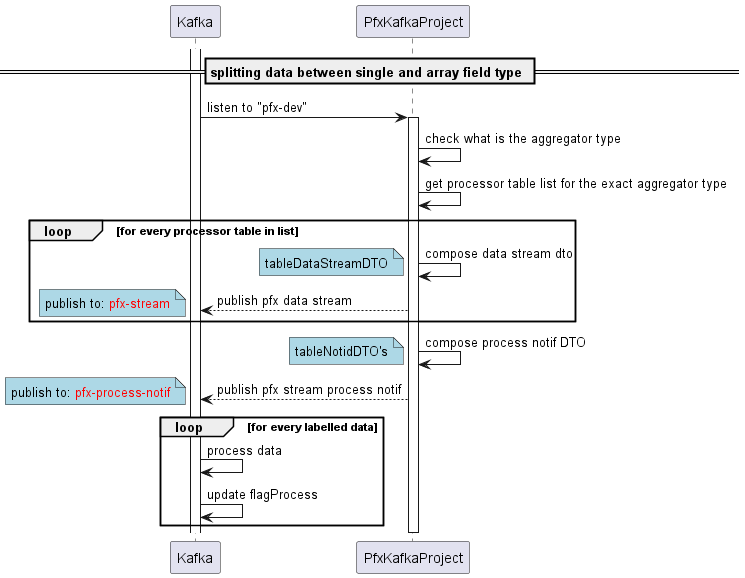 Kafka
PfxKafkaProject
splitting data between single and array field type
listen to "pfx-dev"
check what is the aggregator type
get processor table list for the exact aggregator type
loop
[for every processor table in list]
tableDataStreamDTO
compose data stream dto
publish to: pfx-stream
publish pfx data stream
tableNotidDTO's
compose process notif DTO
publish to: pfx-process-notif
publish pfx stream process notif
loop
[for every labelled data]
process data
update flagProcess
Kafka
PfxKafkaProject